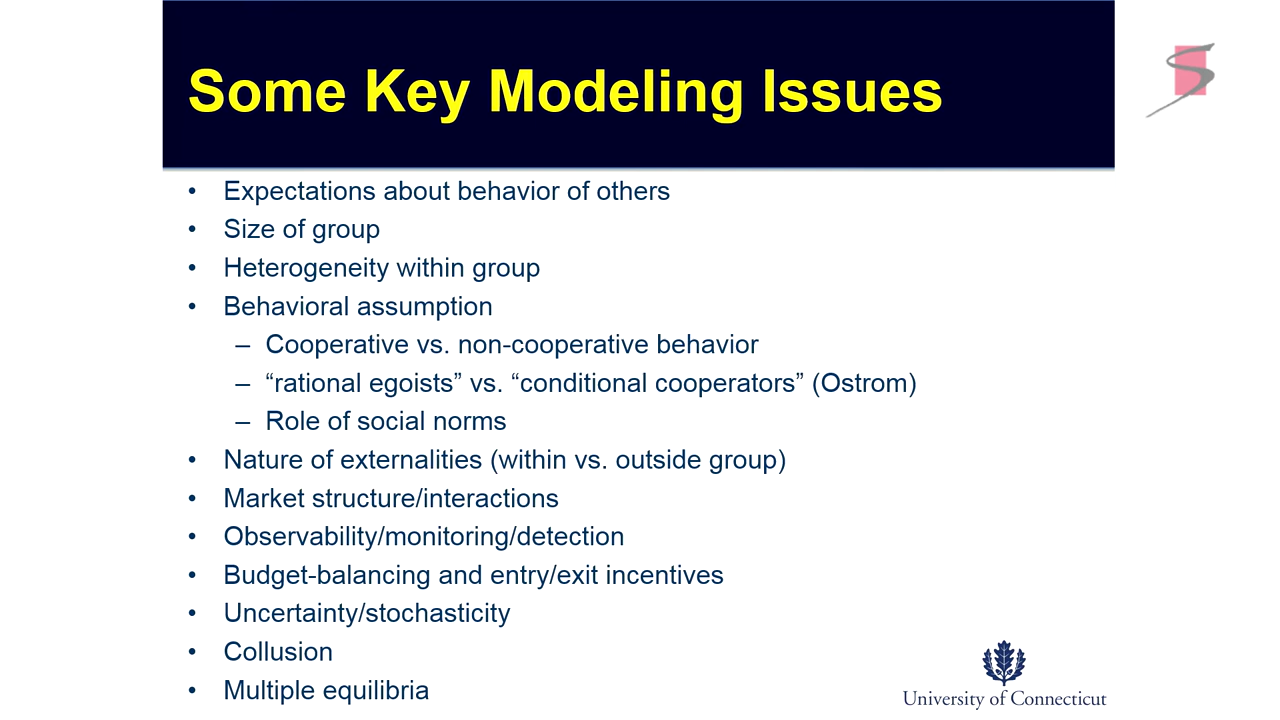 Some Key Modeling Issues
• Expectations about behavior of others
• Size of group
• Heterogeneity within group
• Behavioral assumption
– Cooperative vs. non-cooperative behavior
– “rational egoists” vs. “conditional cooperators” (Ostrom)
– Role of social norms
• Nature of externalities (within vs. outside group)
• Market structure/interactions
• Observability/monitoring/detection
• Budget-balancing and entry/exit incentives
• Uncertainty/stochasticity
• Collusion
• Multiple equilibria
University of Connecticut